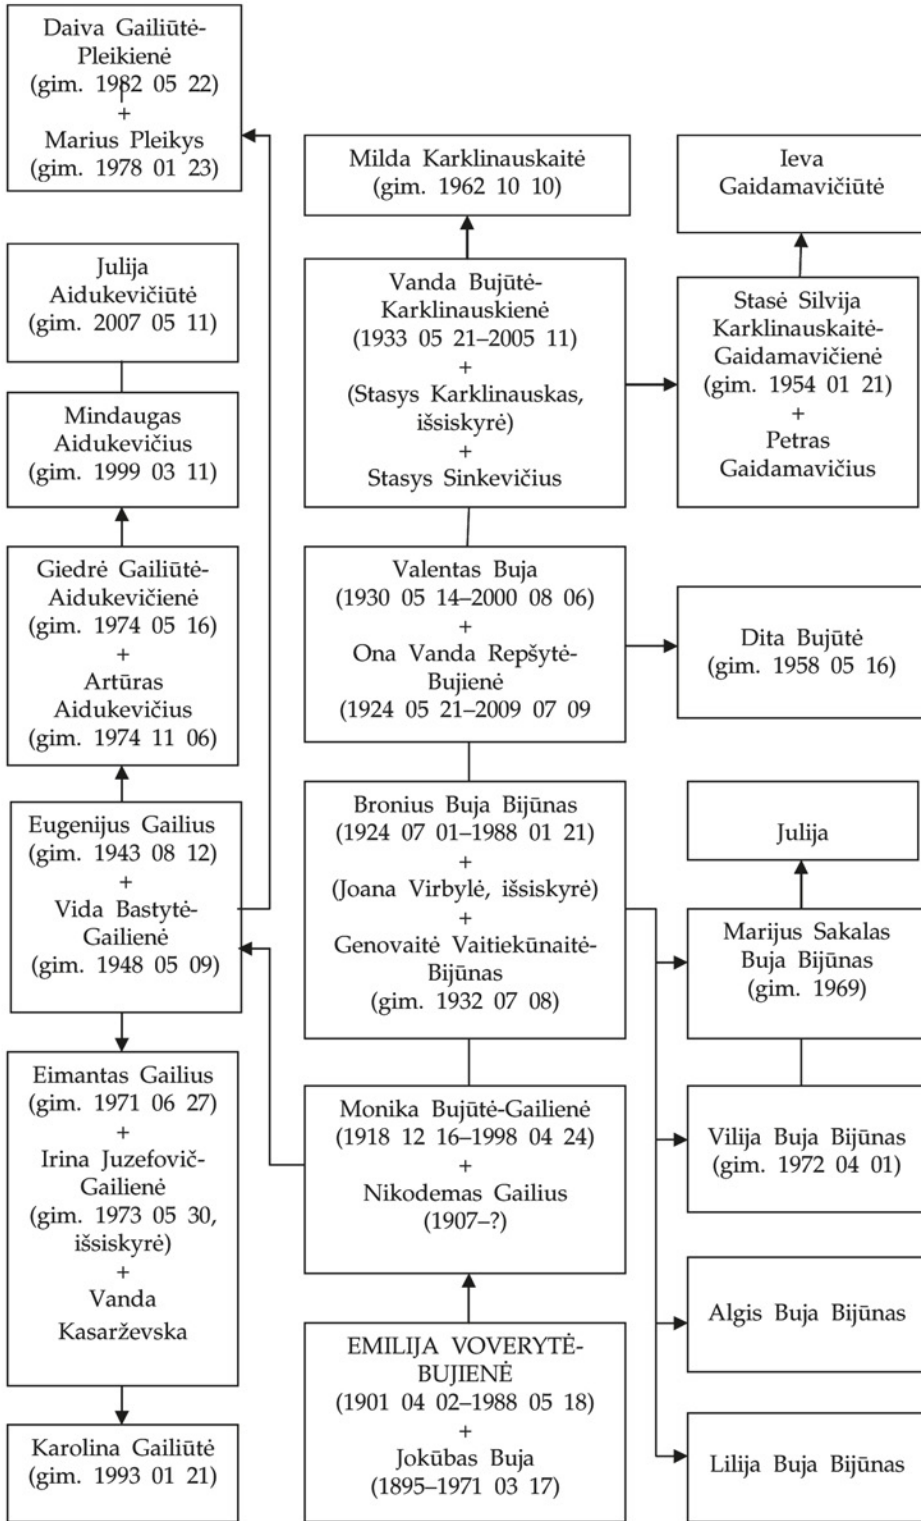 Daiva Gailiūtė-
Pleikienė
(gim. 1982 05 22)
+
Marius Pleikys
(gim. 1978 01 23)
Julija
Aidukevičiūtė
(gim. 2007 05 11)
Mindaugas
Aidukevičius
(gim. 1999 03 11)
Giedrė Gailiūtė-
Aidukevičienė
(gim. 1974 05 16)
+
Artūras
Aidukevičius
(gim. 1974 11 06)
Eugenijus Gailius
(gim. 1943 08 12)
+
Vida Bastytė-
Gailienė
(gim. 1948 05 09)
Eimantas Gailius
(gim. 1971 06 27)
+
Irina Juzefovič-
Gailienė
(gim. 1973 05 30,
išsiskyrė)
+
Vanda
Kasarževska
Karolina Gailiūtė
(gim. 1993 01 21)
Milda Karklinauskaitė
(gim. 1962 10 10)
Vanda Bujūtė-
Karklinauskienė
(1933 05 21–2005 11)
+
(Stasys Karklinauskas,
išsiskyrė)
+
Stasys Sinkevičius
Valentas Buja
(1930 05 14–2000 08 06)
+
Ona Vanda Repšytė-
Bujienė
(1924 05 21–2009 07 09
Bronius Buja Bijūnas
(1924 07 01–1988 01 21)
+
(Joana Virbylė, išsiskyrė)
+
Genovaitė Vaitiekūnaitė-
Bijūnas
(gim. 1932 07 08)
Monika Bujūtė-Gailienė
(1918 12 16–1998 04 24)
+
Nikodemas Gailius
(1907–?)
EMILIJA VOVERYTĖ-
BUJIENĖ
(1901 04 02–1988 05 18)
+
Jokūbas Buja
(1895–1971 03 17)
Ieva
Gaidamavičiūtė
Stasė Silvija
Karklinauskaitė-
Gaidamavičienė
(gim. 1954 01 21)
+
Petras
Gaidamavičius
Dita Bujūtė
(gim. 1958 05 16)
Julija
Marijus Sakalas
Buja Bijūnas
(gim. 1969)
Vilija Buja Bijūnas
(gim. 1972 04 01)
Algis Buja Bijūnas
Lilija Buja Bijūnas